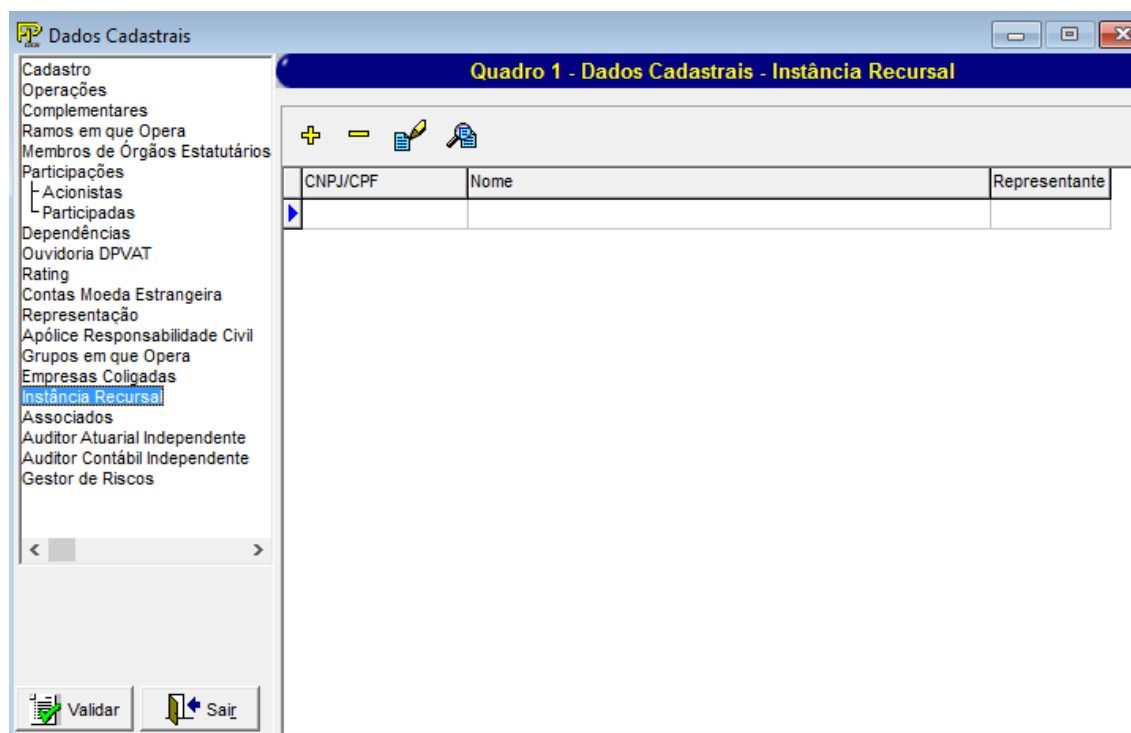 Dados Cadastrais
Cadastro
Operações
Complementares
Ramos em que Opera
Membros de Órgãos Estatutários
Participações
Acionistas
Participadas
Dependências
Ouvidoria DPVAT
Rating
Contas Moeda Estrangeira
Representação
Apólice Responsabilidade Civil
Grupos em que Opera
Empresas Coligadas
Instância Recursal
Associados
Auditor Atuarial Independente
Auditor Contábil Independente
Gestor de Riscos
Validar
Sair
Quadro 1 - Dados Cadastrais - Instância Recursal
CNPJ/CPF Nome Representante